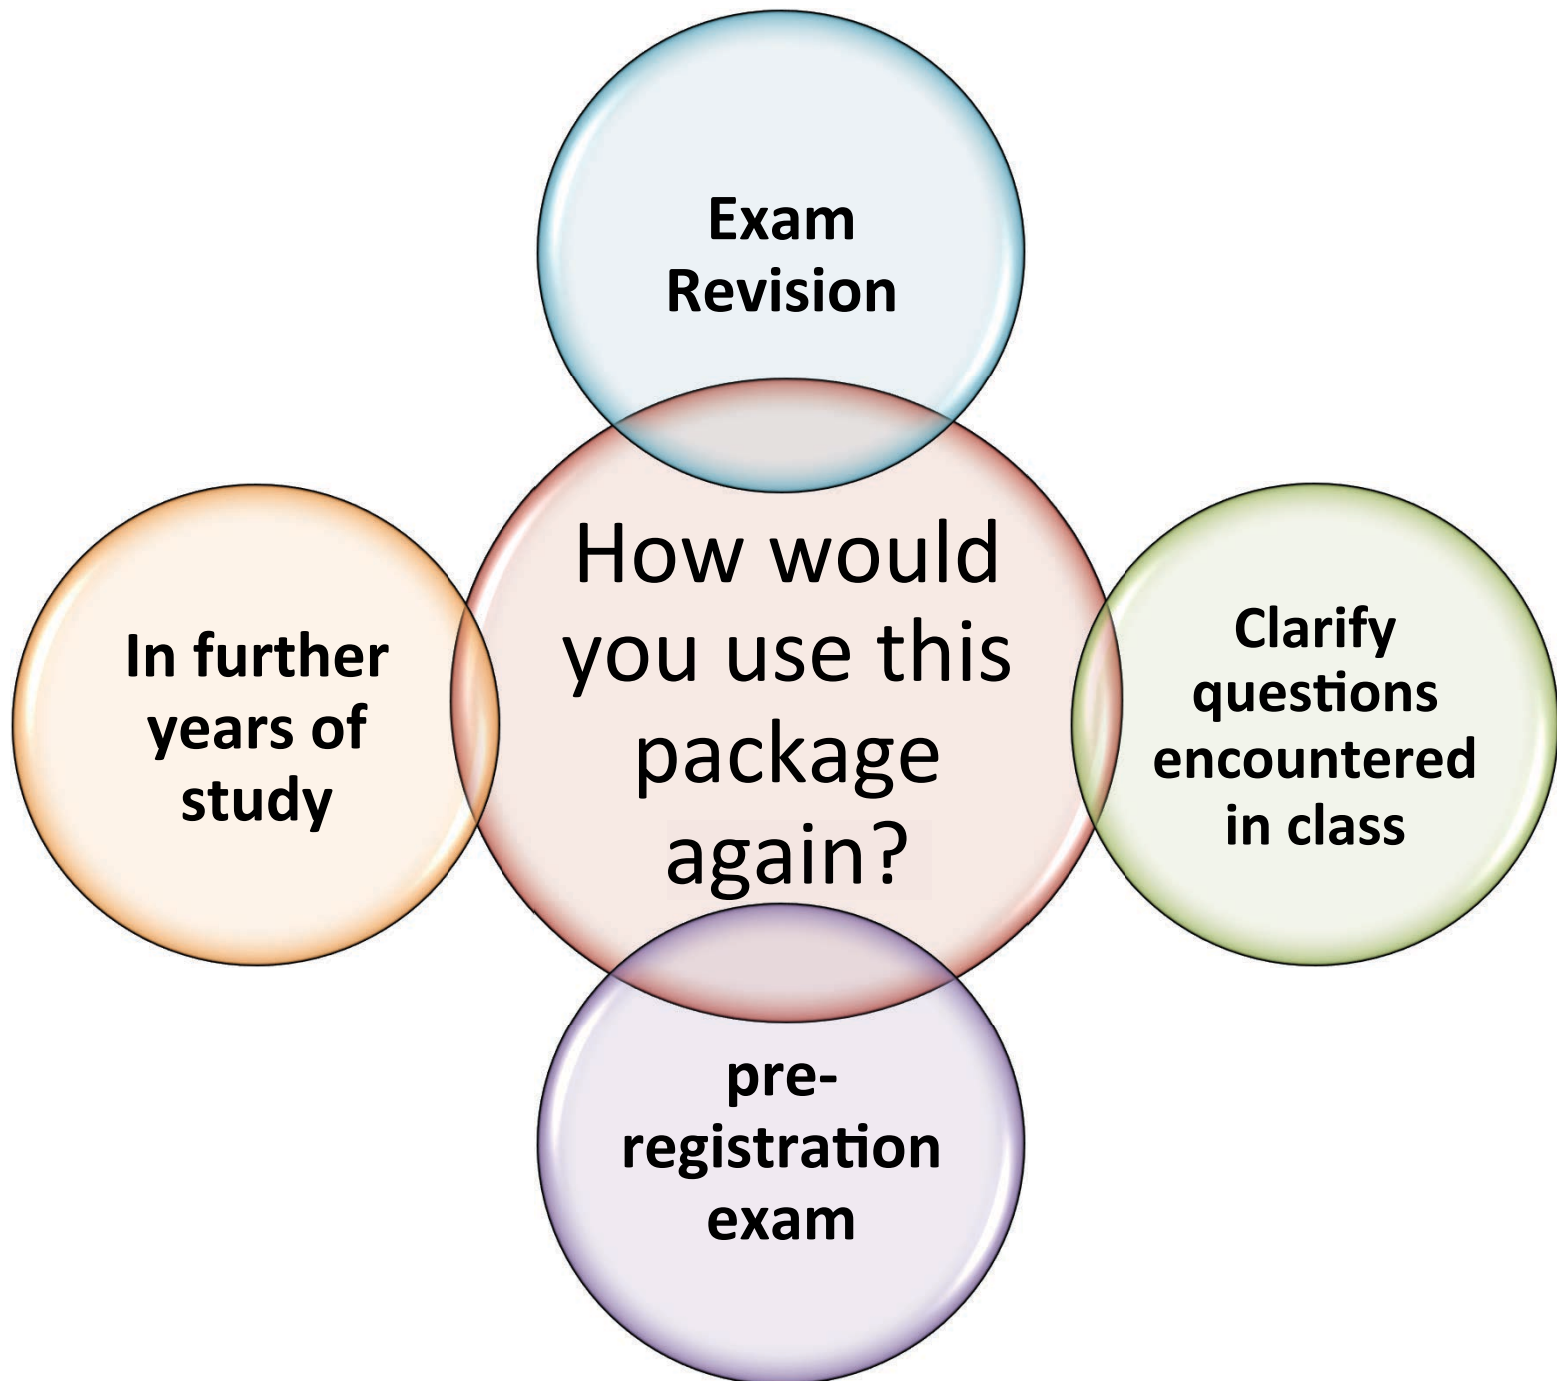 Exam
Revision
How would
you use this
package
again?
In further
years of
study
Clarify
questions
encountered
in class
pre-
registration
exam